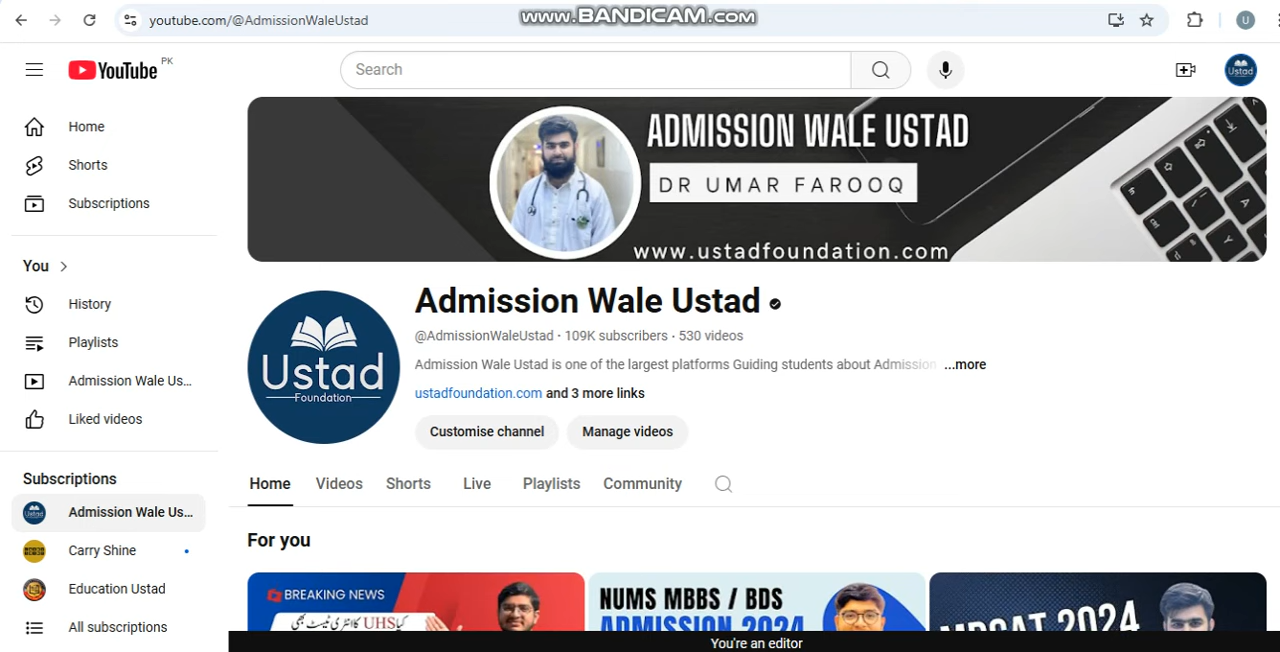 youtube.com/@AdmissionWaleUstad
www.BANDICAM.com
U
YouTube PK
Search
Ustad
Home
Shorts
Subscriptions
You
History
Playlists
Admission Wale Us...
Liked videos
Subscriptions
Admission Wale Us...
Carry Shine
Education Ustad
All subscriptions
ADMISSION WALE USTAD
DR UMAR FAROOQ
www.ustadfoundation.com
Ustad
Foundation
Admission Wale Ustad
@AdmissionWaleUstad · 109K subscribers · 530 videos
Admission Wale Ustad is one of the largest platforms Guiding students about Admission ...more
ustadfoundation.com and 3 more links
Customise channel
Manage videos
Home Videos Shorts Live Playlists Community
For you
BREAKING NEWS
کیا UHS کا انٹری ٹیسٹ بھی
NUMS MBBS / BDS
ADMISSION 2024
MDCAT 2024
You're an editor